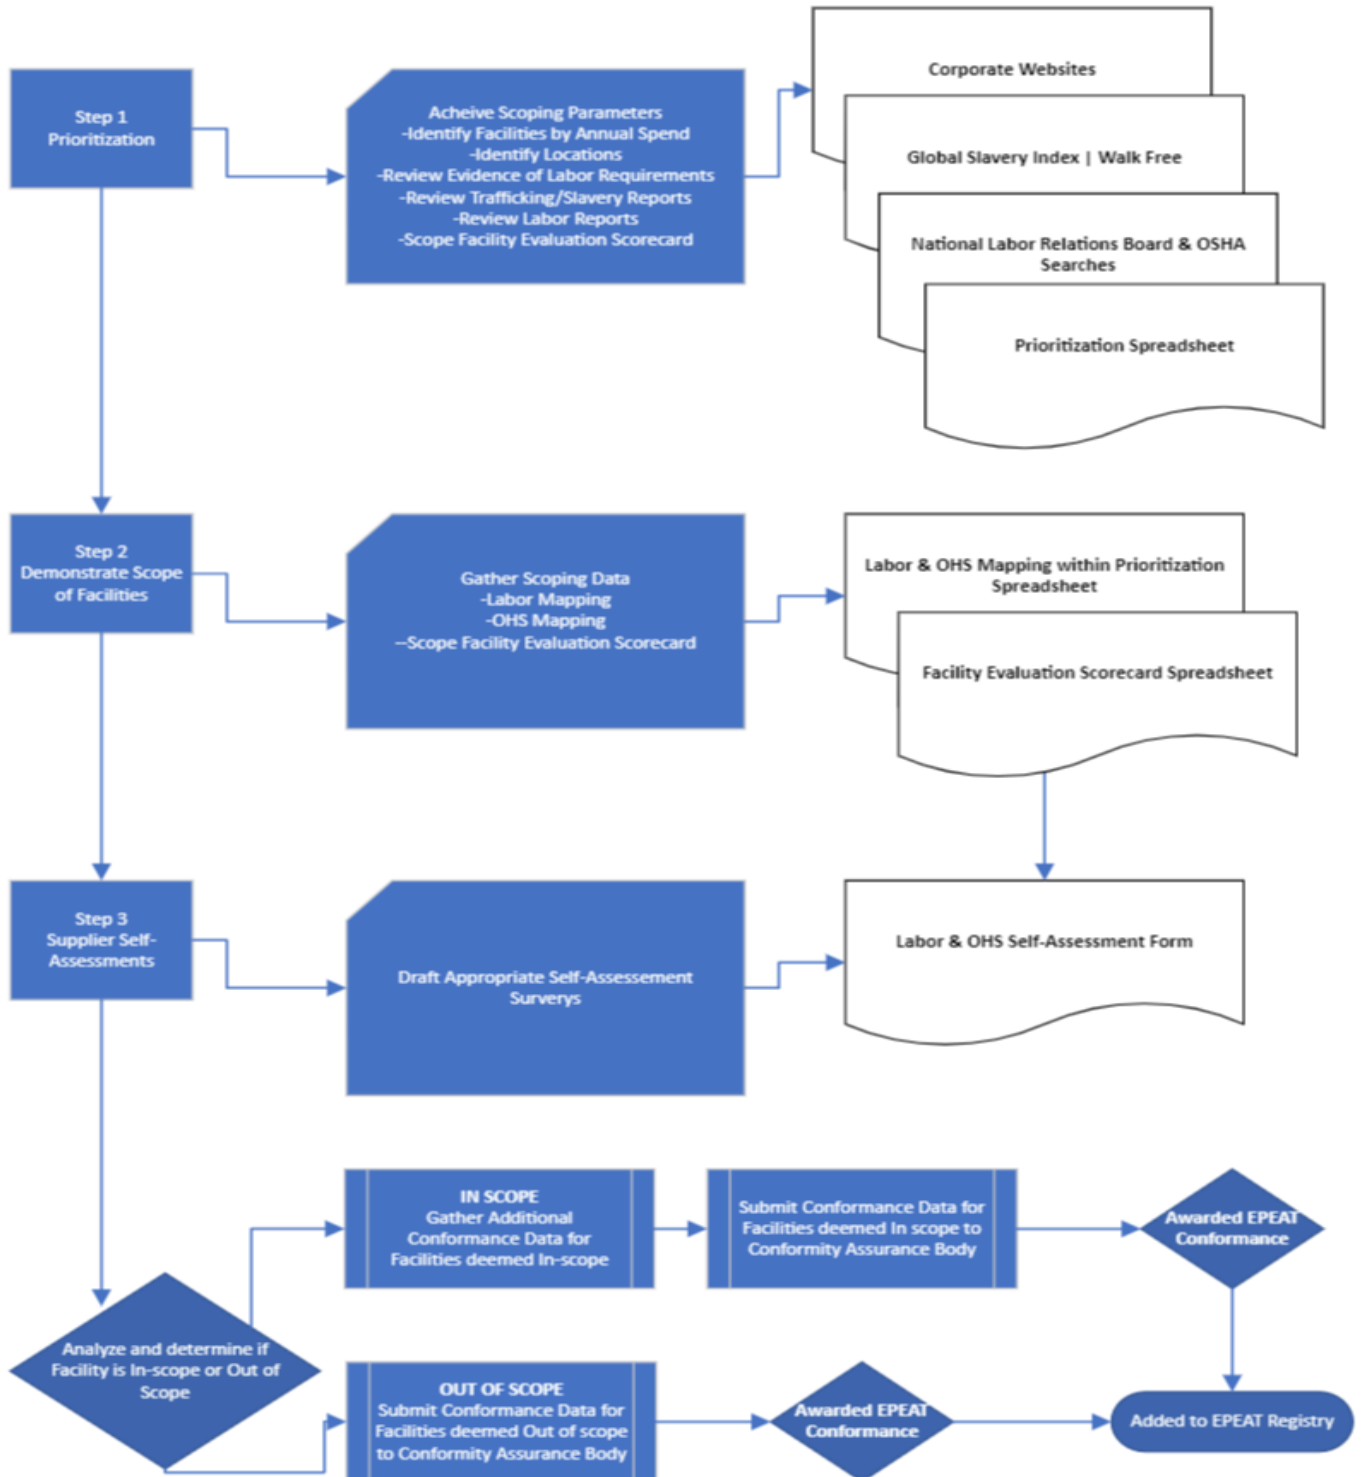 Step 1
Prioritization
Acheive Scoping Parameters
-Identify Facilities by Annual Spend
-Identify Locations
-Review Evidence of Labor Requirements
-Review Trafficking/Slavery Reports
-Review Labor Reports
-Scope Facility Evaluation Scorecard
Corporate Websites
Global Slavery Index | Walk Free
National Labor Relations Board & OSHA
Searches
Prioritization Spreadsheet
Step 2
Demonstrate Scope
of Facilities
Gather Scoping Data
-Labor Mapping
-OHS Mapping
--Scope Facility Evaluation Scorecard
Labor & OHS Mapping within Prioritization
Spreadsheet
Facility Evaluation Scorecard Spreadsheet
Step 3
Supplier Self-
Assessments
Draft Appropriate Self-Assessement
Surverys
Labor & OHS Self-Assessment Form
Analyze and determine if
Facility is In-scope or Out of
Scope
IN SCOPE
Gather Additional
Conformance Data for
Facilities deemed In-scope
Submit Conformance Data for
Facilities deemed In scope to
Conformity Assurance Body
Awarded EPEAT
Conformance
OUT OF SCOPE
Submit Conformance Data for
Facilities deemed Out of scope
to Conformity Assurance Body
Awarded EPEAT
Conformance
Added to EPEAT Registry